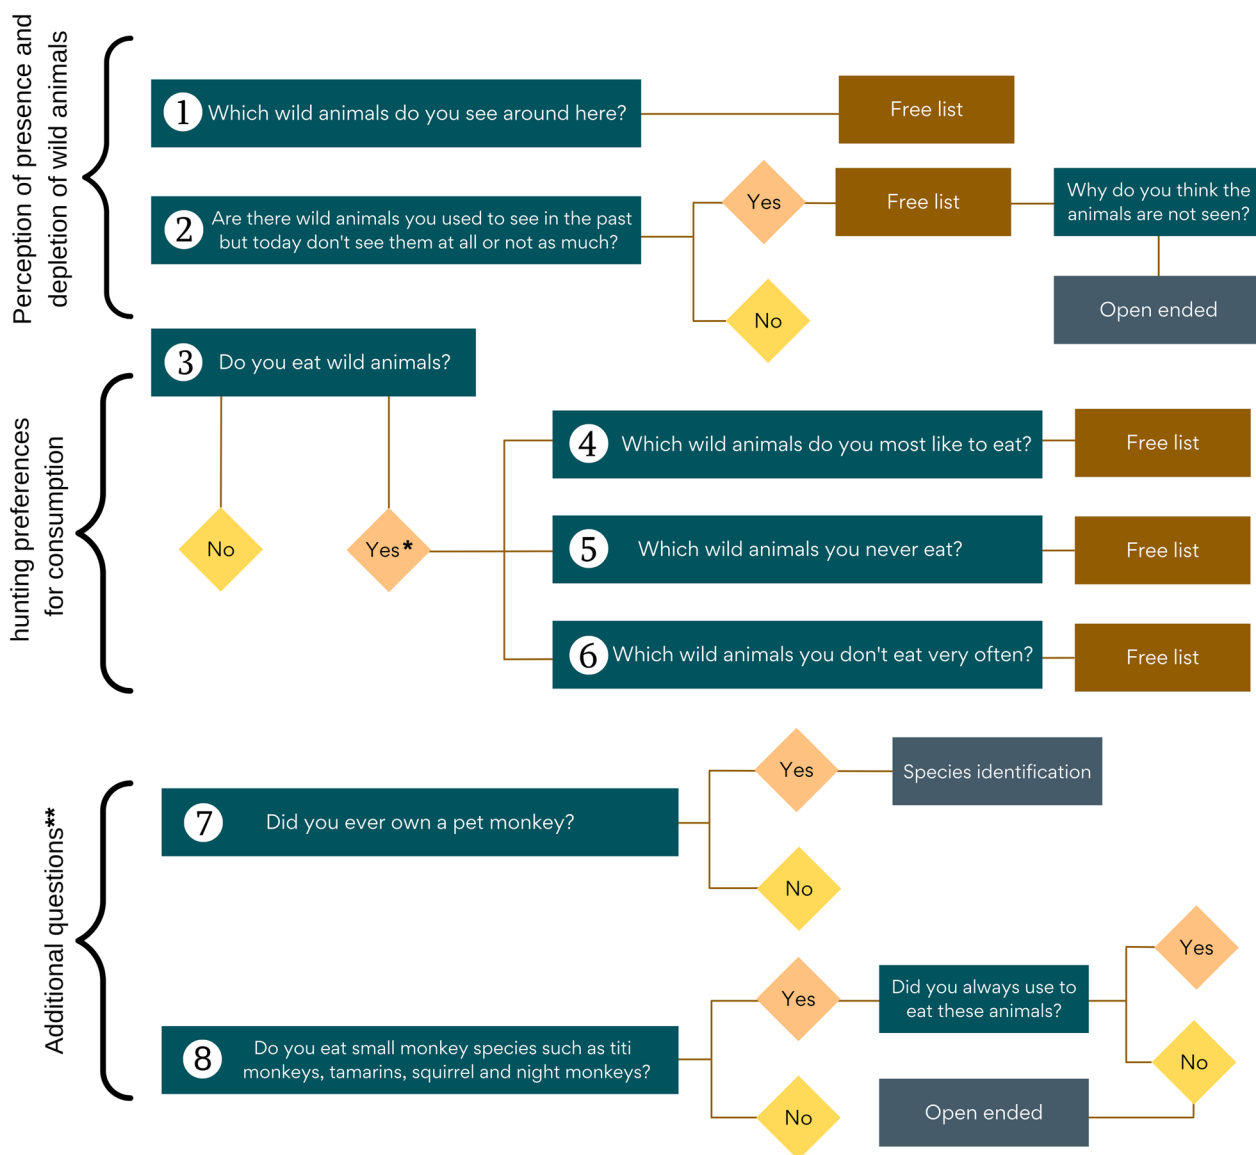 Perception of presence and
depletion of wild animals
1 Which wild animals do you see around here?
Free list
2 Are there wild animals you used to see in the past
but today don't see them at all or not as much?
Yes
Free list
Why do you think the
animals are not seen?
No
Open ended
hunting preferences
for consumption
3 Do you eat wild animals?
No
Yes*
4 Which wild animals do you most like to eat?
Free list
5 Which wild animals you never eat?
Free list
6 Which wild animals you don't eat very often?
Free list
Additional questions**
7 Did you ever own a pet monkey?
Yes
Species identification
No
8 Do you eat small monkey species such as titi
monkeys, tamarins, squirrel and night monkeys?
Yes
Did you always use to
eat these animals?
Yes
No
Open ended
No